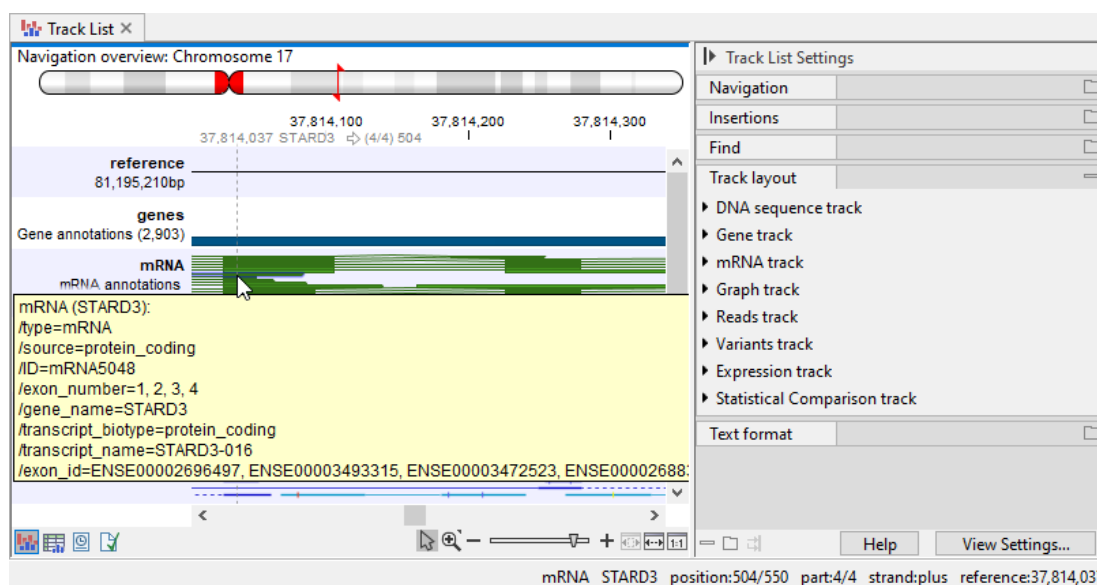 Track List
Navigation overview: Chromosome 17
37,814,100 37,814,200 37,814,300
37,814,037 STARD3 (4/4) 504
reference
81,195,210bp
genes
Gene annotations (2,903)
mRNA
mRNA annotations
mRNA (STARD3):
/type=mRNA
/source=protein_coding
/ID=mRNA5048
/exon_number=1, 2, 3, 4
/gene_name=STARD3
/transcript_biotype=protein_coding
/transcript_name=STARD3-016
/exon_id=ENSE00002696497, ENSE00003493315, ENSE00003472523, ENSE0000268
1:1
Track List Settings
Navigation
Insertions
Find
Track layout
DNA sequence track
Gene track
mRNA track
Graph track
Reads track
Variants track
Expression track
Statistical Comparison track
Text format
Help View Settings...
mRNA STARD3 position:504/550 part:4/4 strand:plus reference:37,814,03